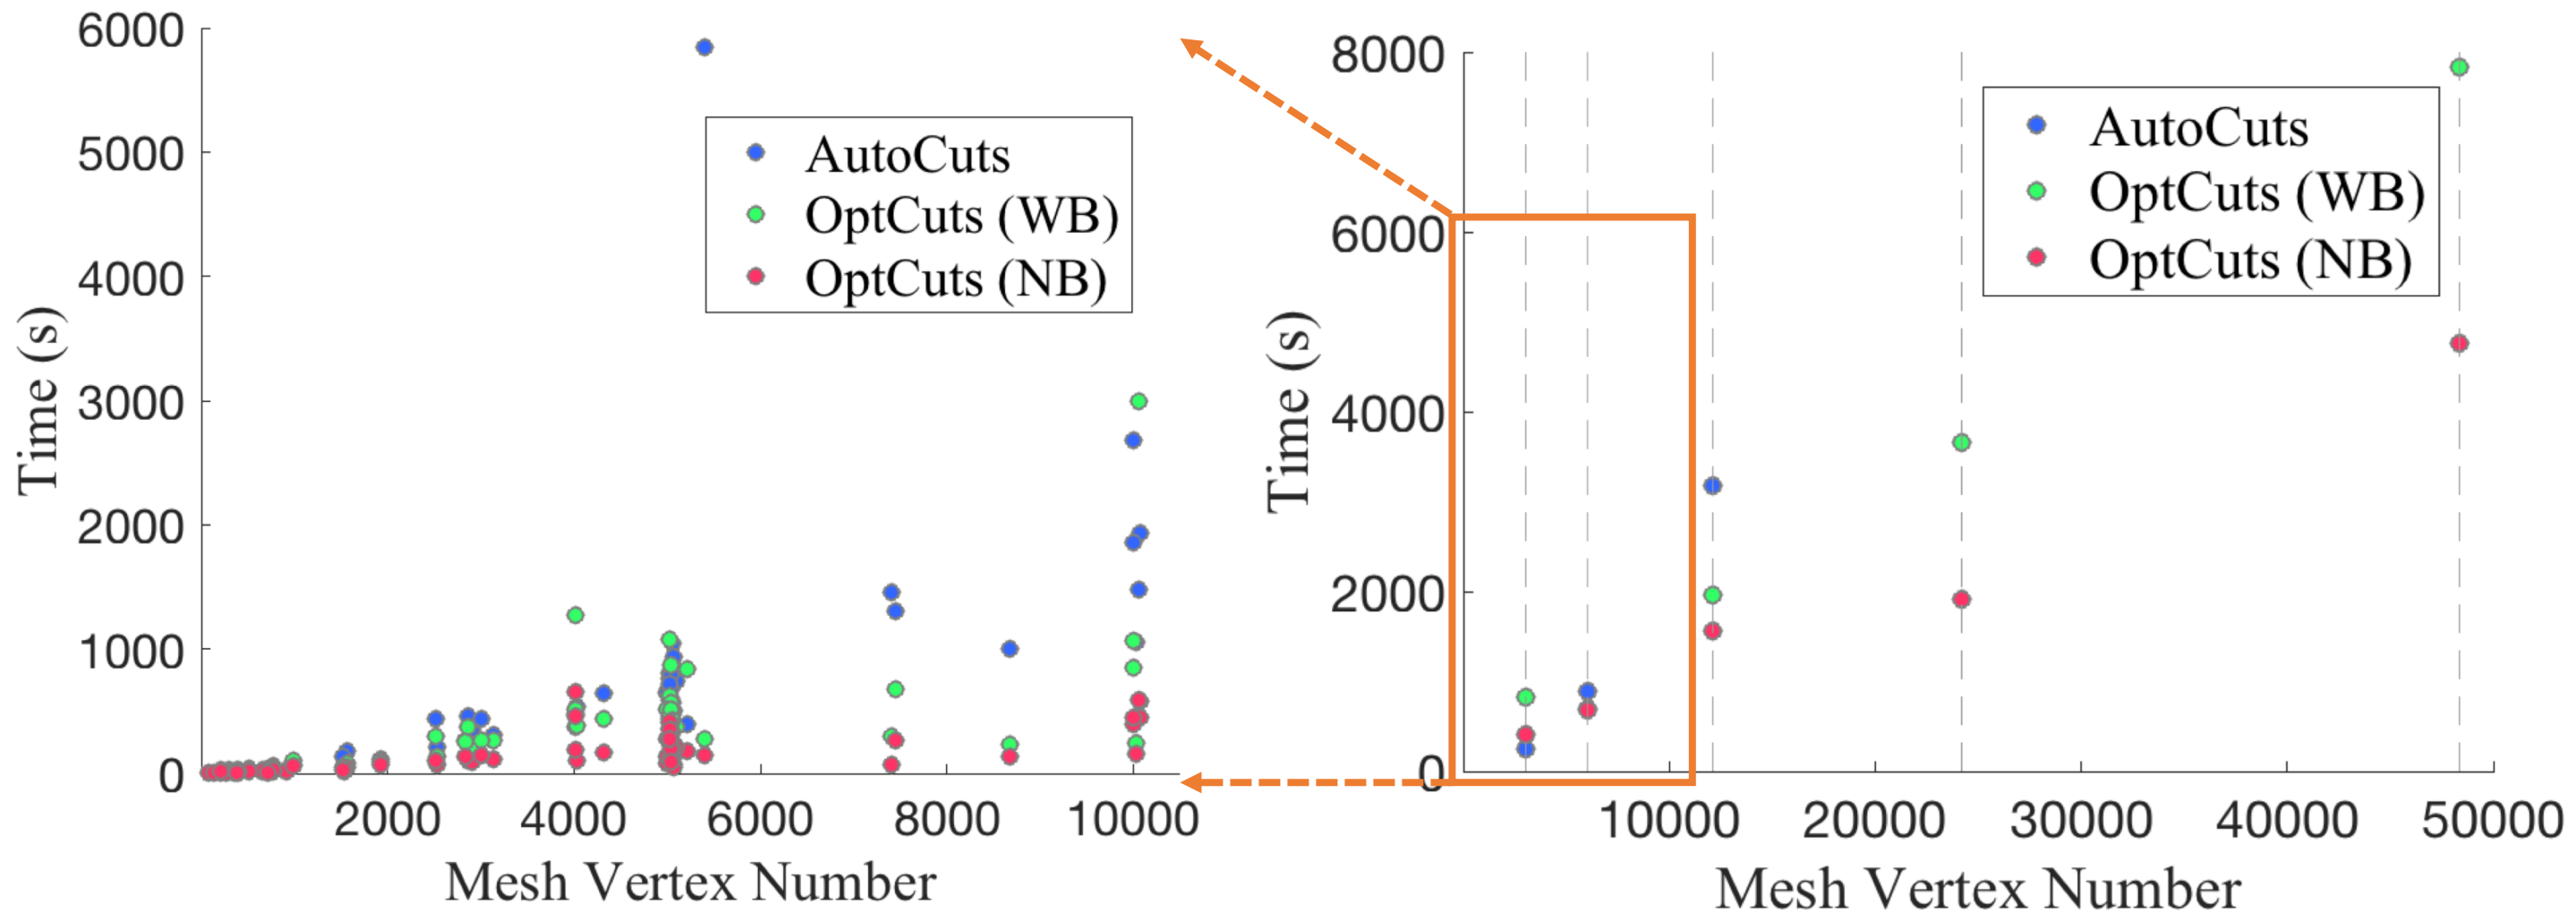 6000
5000
4000
3000
2000
1000
0
Time (s)
AutoCuts
OptCuts (WB)
OptCuts (NB)
2000 4000 6000 8000 10000
Mesh Vertex Number
8000
6000
4000
2000
0
Time (s)
AutoCuts
OptCuts (WB)
OptCuts (NB)
10000 20000 30000 40000 50000
Mesh Vertex Number